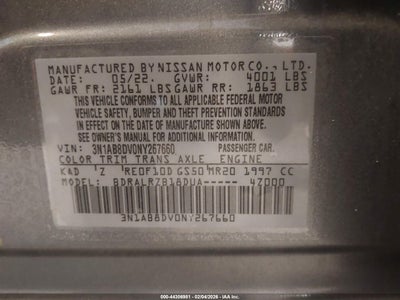 MANUFACTURED BY NISSAN MOTOR CO., LTD.
DATE: 05/22. GVWR: 4001 LBS
GAWR FR: 2161 LBS GAWR RR: 1863 LBS
THIS VEHICLE CONFORMS TO ALL APPLICABLE FEDERAL MOTOR
VEHICLE SAFETY, BUMPER AND THEFT PREVENTION STANDARDS
IN EFFECT ON THE DATE OF MANUFACTURE SHOWN ABOVE.
SEE OWNER'S MANUAL FOR ADDITIONAL INFORMATION
VIN: 3N1AB8DV0NY267660 PASSENGER CAR.
COLOR TRIM TRANS AXLE ENGINE
KAD Z RE0F10D GS50 MR20 1997 CC
MODEL: BDRALRZB18DUA----- 4Z000
3N1AB8DV0NY267660
000-44308981 - 02/04/2026 - IAA Inc.